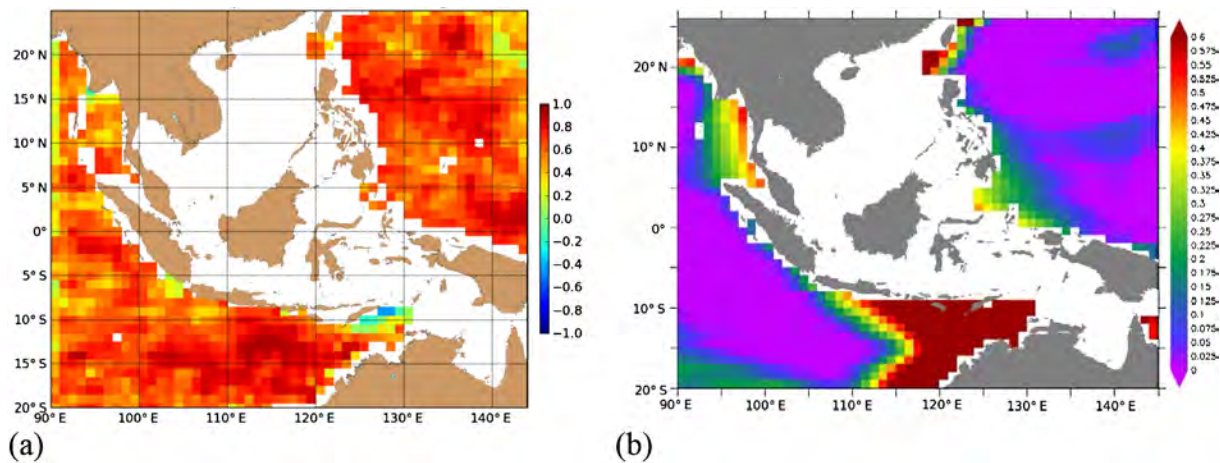 20° N
15° N
10° N
5° N
0°
5° S
10° S
15° S
20° S
90° E 100° E 110° E 120° E 130° E 140° E
1.0
0.8
0.6
0.4
0.2
0.0
−0.2
−0.4
−0.6
−0.8
−1.0
(a)
20° N
10° N
0°
10° S
20° S
90° E 100° E 110° E 120° E 130° E 140° E
0.6
0.575
0.55
0.525
0.5
0.475
0.45
0.425
0.4
0.375
0.35
0.325
0.3
0.275
0.25
0.225
0.2
0.175
0.15
0.125
0.1
0.075
0.05
0.025
0
(b)